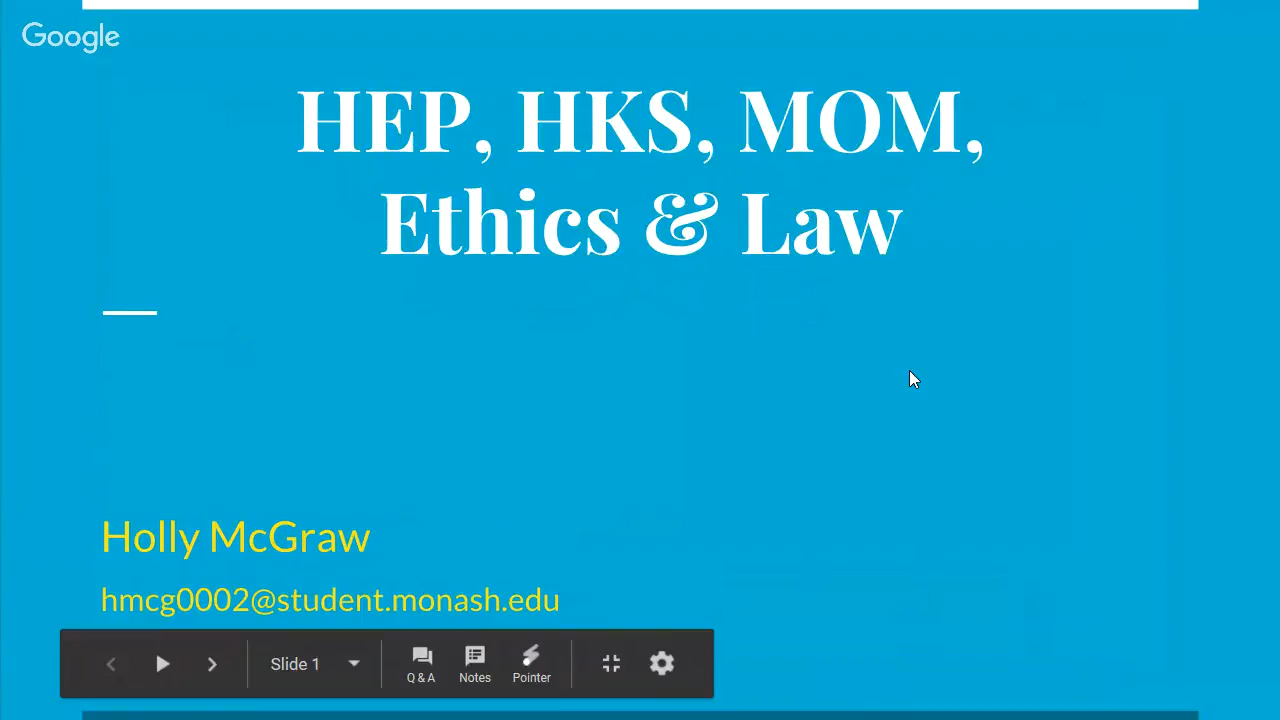 Google
HEP, HKS, MOM,
Ethics & Law
Holly McGraw
hmcg0002@student.monash.edu
Slide 1
Q & A
Notes
Pointer